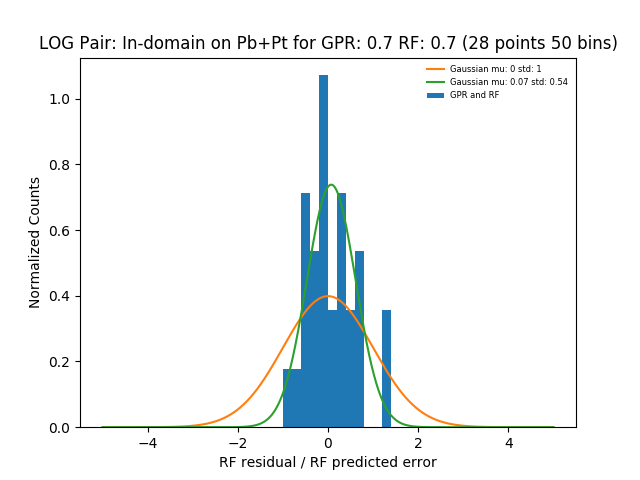 LOG Pair: In-domain on Pb+Pt for GPR: 0.7 RF: 0.7 (28 points 50 bins)
Gaussian mu: 0 std: 1
Gaussian mu: 0.07 std: 0.54
GPR and RF
Normalized Counts
1.0
0.8
0.6
0.4
0.2
0.0
−4 −2 0 2 4
RF residual / RF predicted error